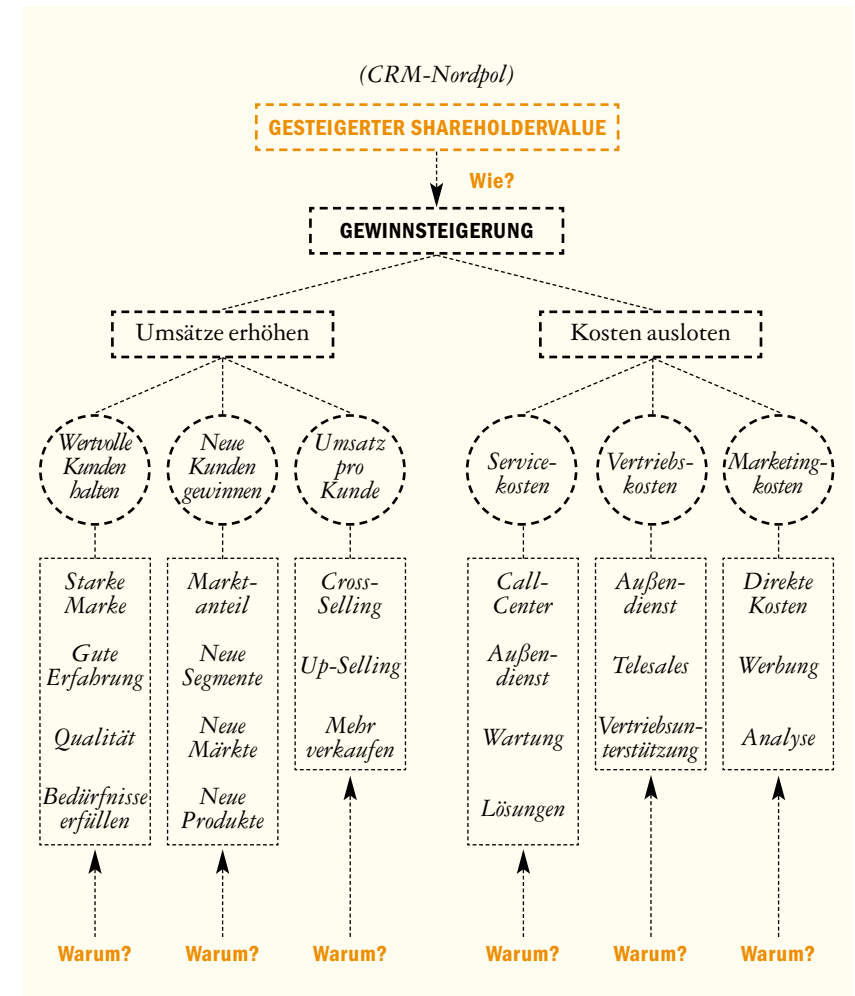 (CRM-Nordpol)
GESTEIGERTER SHAREHOLDERVALUE
Wie?
GEWINNSTEIGERUNG
Umsätze erhöhen
Kosten ausloten
Wertvolle
Kunden
halten
Neue
Kunden
gewinnen
Umsatz
pro
Kunde
Service-
kosten
Vertriebs-
kosten
Marketing-
kosten
Starke
Marke
Gute
Erfahrung
Qualität
Bedürfnisse
erfüllen
Markt-
anteil
Neue
Segmente
Neue
Märkte
Neue
Produkte
Cross-
Selling
Up-Selling
Mehr
verkaufen
Call-
Center
Außen-
dienst
Wartung
Lösungen
Außen-
dienst
Telesales
Vertriebsun-
terstützung
Direkte
Kosten
Werbung
Analyse
Warum?
Warum?
Warum?
Warum?
Warum?
Warum?